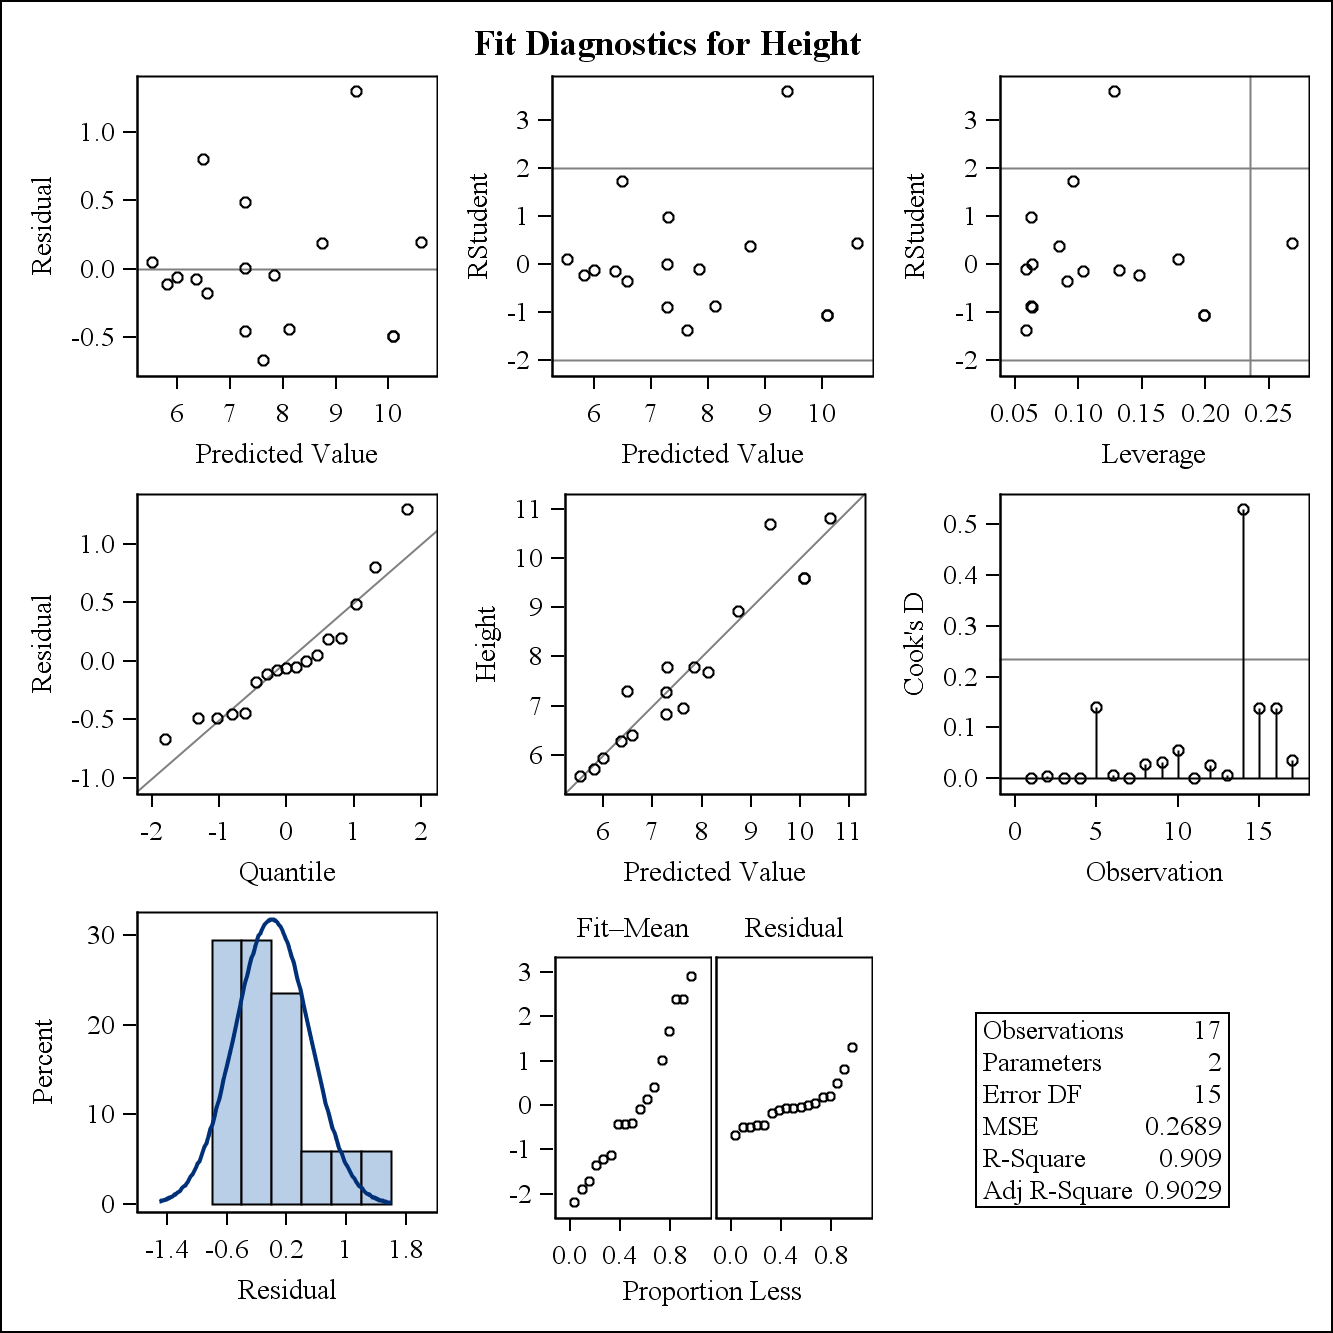 Fit Diagnostics for Height
Residual
1.0
0.5
0.0
-0.5
6 7 8 9 10
Predicted Value
RStudent
3
2
1
0
-1
-2
6 7 8 9 10
Predicted Value
RStudent
3
2
1
0
-1
-2
0.05 0.10 0.15 0.20 0.25
Leverage
Residual
1.0
0.5
0.0
-0.5
-1.0
-2 -1 0 1 2
Quantile
Height
11
10
9
8
7
6
6 7 8 9 10 11
Predicted Value
Cook's D
0.5
0.4
0.3
0.2
0.1
0.0
0 5 10 15
Observation
Percent
30
20
10
0
-1.4 -0.6 0.2 1 1.8
Residual
Fit–Mean Residual
3
2
1
0
-1
-2
0.0 0.4 0.8 0.0 0.4 0.8
Proportion Less
Observations 17
Parameters 2
Error DF 15
MSE 0.2689
R-Square 0.909
Adj R-Square 0.9029